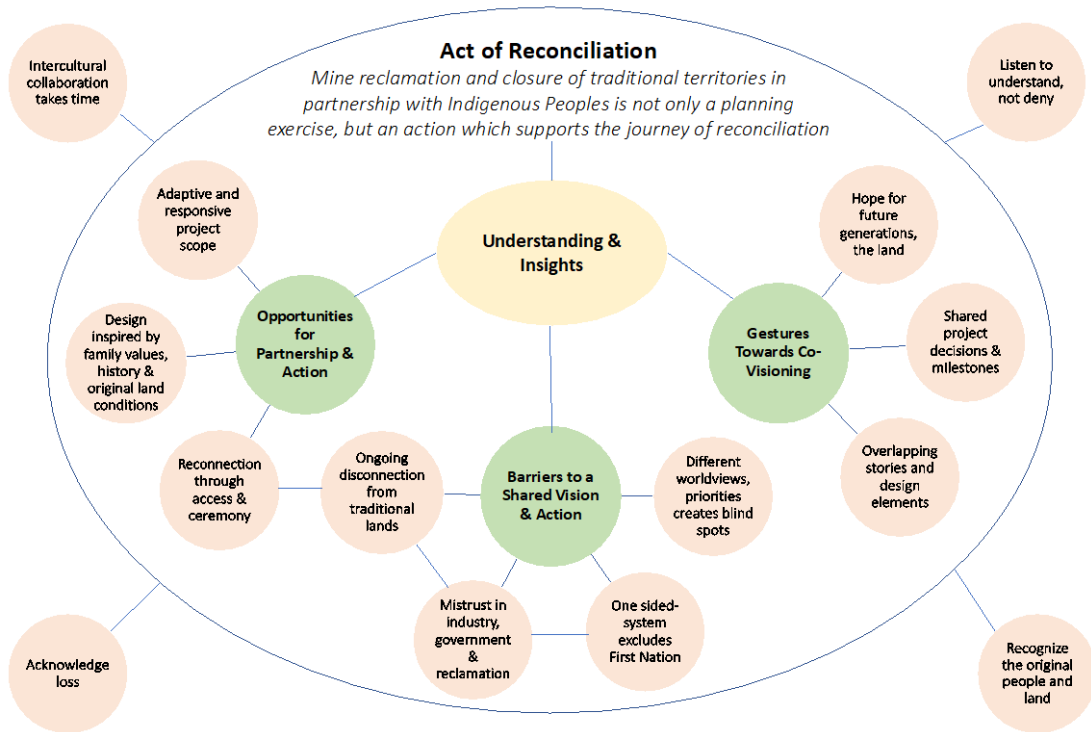 Act of Reconciliation
Mine reclamation and closure of traditional territories in
partnership with Indigenous Peoples is not only a planning
exercise, but an action which supports the journey of reconciliation
Intercultural
collaboration
takes time
Listen to
understand,
not deny
Adaptive and
responsive
project
scope
Understanding &
Insights
Hope for
future
generations,
the land
Opportunities
for
Partnership &
Action
Design
inspired by
family values,
history &
original land
conditions
Gestures
Towards Co-
Visioning
Shared
project
decisions &
milestones
Reconnection
through
access &
ceremony
Ongoing
disconnection
from
traditional
lands
Barriers to a
Shared Vision
& Action
Different
worldviews,
priorities
creates blind
spots
Overlapping
stories and
design
elements
Mistrust in
industry,
government
&
reclamation
One sided-
system
excludes
First Nation
Acknowledge
loss
Recognize
the original
people and
land